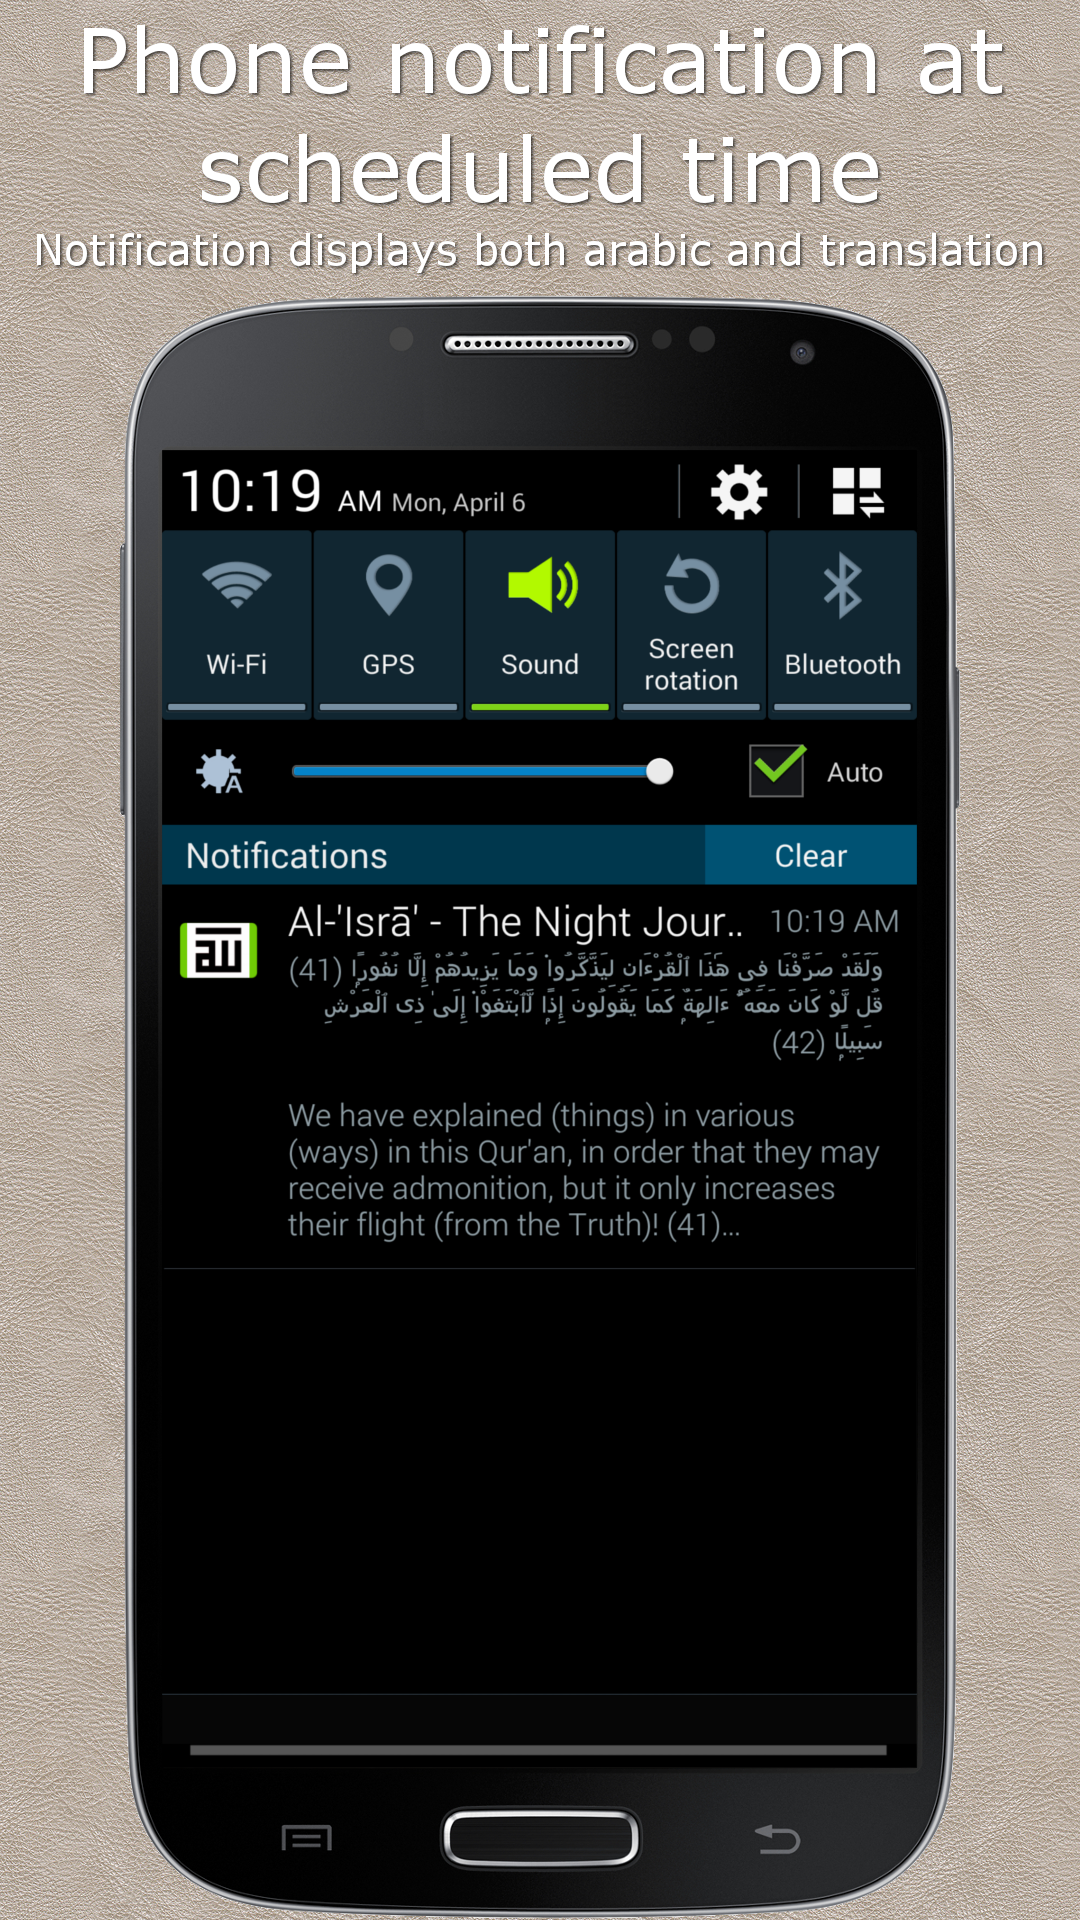 Phone notification at
scheduled time
Notification displays both arabic and translation
10:19 AM Mon, April 6
Wi-Fi
GPS
Sound
Screen
rotation
Bluetooth
A
Auto
Notifications
Clear
Al-'Isrā' - The Night Jour..
10:19 AM
وَلَقَدْ صَرَّفْنَا فِى هَٰذَا ٱلْقُرْءَانِ لِيَذَّكَّرُوا۟ وَمَا يَزِيدُهُمْ إِلَّا نُفُورًۭا (41)
قُل لَّوْ كَانَ مَعَهُۥٓ ءَالِهَةٌۭ كَمَا يَقُولُونَ إِذًۭا لَّٱبْتَغَوْا۟ إِلَىٰ ذِى ٱلْعَرْشِ
سَبِيلًۭا (42)
We have explained (things) in various
(ways) in this Qur'an, in order that they may
receive admonition, but it only increases
their flight (from the Truth)! (41)...